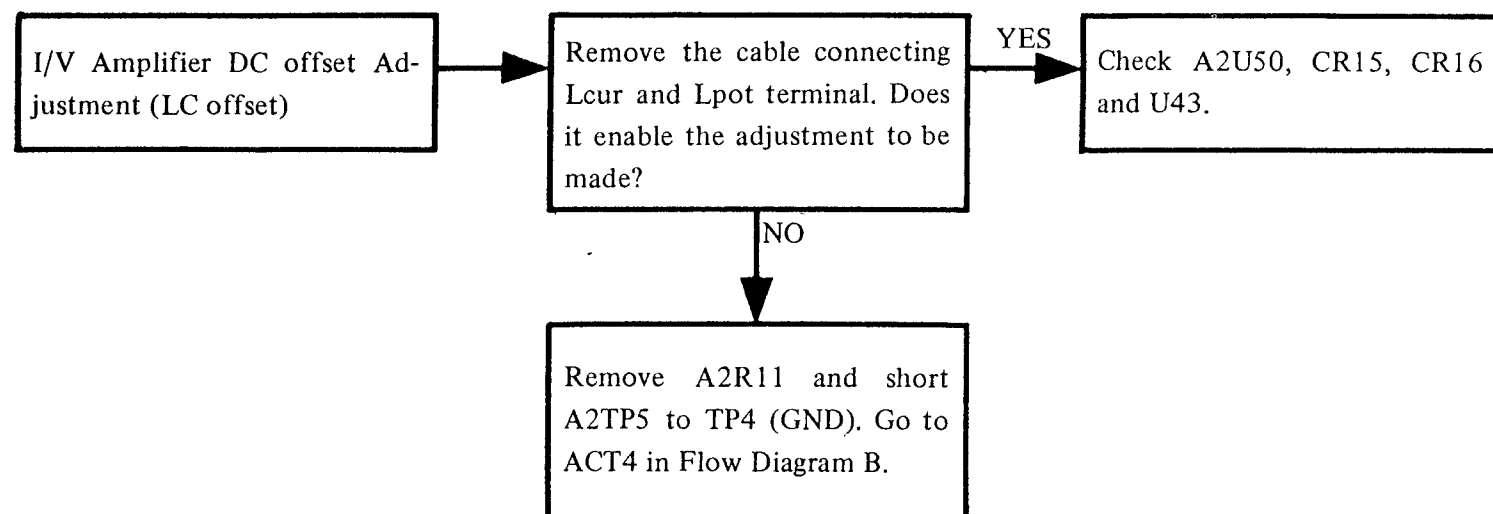 I/V Amplifier DC offset Ad-
justment (LC offset)
Remove the cable connecting
Lcur and Lpot terminal. Does
it enable the adjustment to be
made?
YES
Check A2U50, CR15, CR16
and U43.
NO
Remove A2R11 and short
A2TP5 to TP4 (GND). Go to
ACT4 in Flow Diagram B.